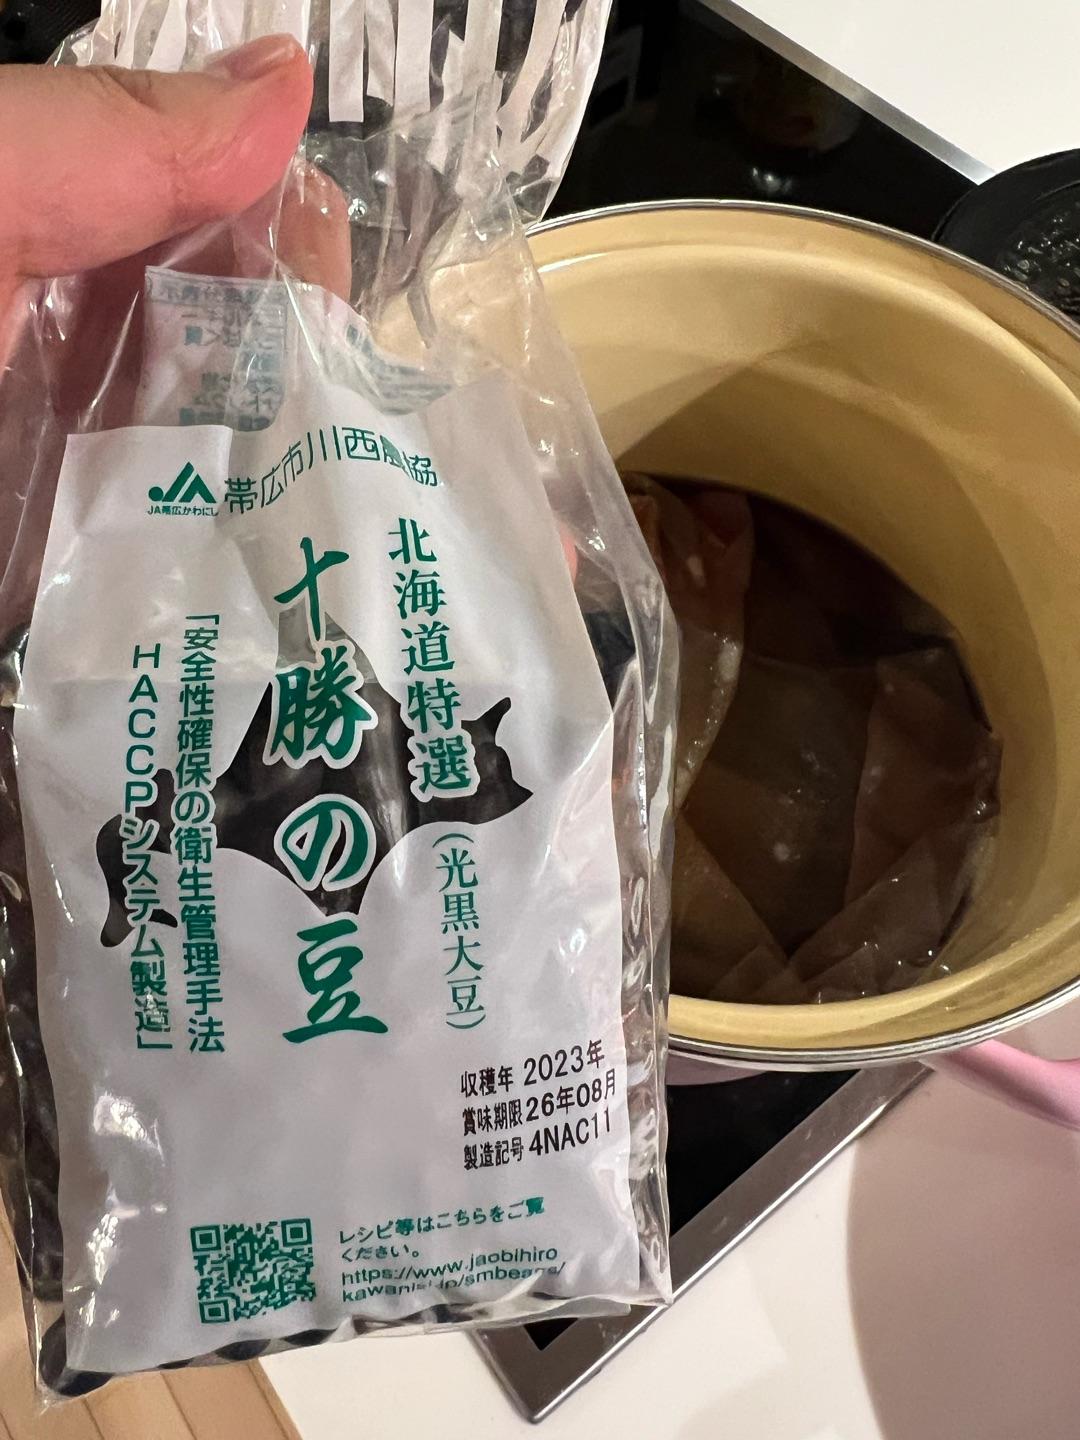 帯広市川西農協
JA帯広かわにし
北海道特選(光黒大豆)
十勝の豆
「安全性確保の衛生管理手法
HACCPシステム製造」
収穫年 2023年
賞味期限 26年08月
製造記号 4NAC11
レシピ等はこちらをご覧
ください。
https://www.jaobihiro